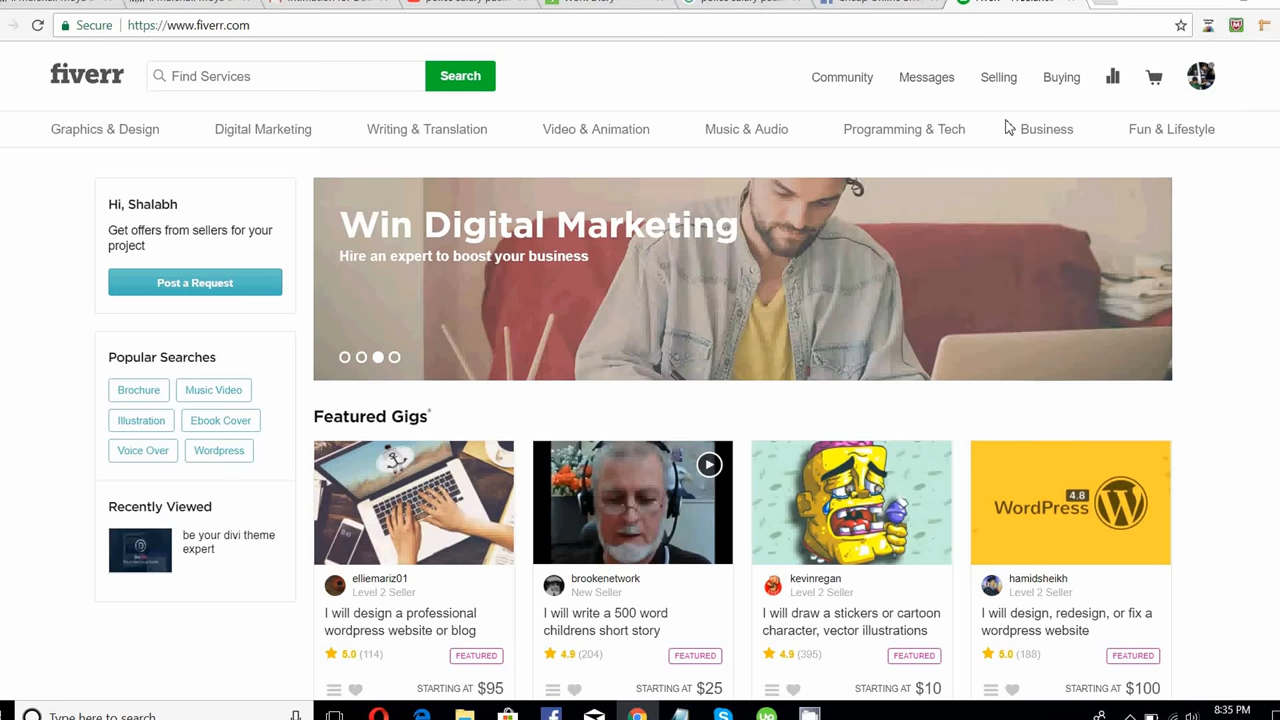 Secure
https://www.fiverr.com
fiverr
Find Services
Search
Community
Messages
Selling
Buying
Graphics & Design
Digital Marketing
Writing & Translation
Video & Animation
Music & Audio
Programming & Tech
Business
Fun & Lifestyle
Hi, Shalabh
Get offers from sellers for your
project
Post a Request
Win Digital Marketing
Hire an expert to boost your business
Popular Searches
Brochure
Music Video
Illustration
Ebook Cover
Voice Over
Wordpress
Recently Viewed
be your divi theme
expert
Featured Gigs*
elliemariz01
Level 2 Seller
I will design a professional
wordpress website or blog
5.0 (114)
FEATURED
STARTING AT $95
brookenetwork
New Seller
I will write a 500 word
childrens short story
4.9 (204)
FEATURED
STARTING AT $25
kevinregan
Level 2 Seller
I will draw a stickers or cartoon
character, vector illustrations
4.9 (395)
FEATURED
STARTING AT $10
WordPress
4.8
hamidsheikh
Level 2 Seller
I will design, redesign, or fix a
wordpress website
5.0 (188)
FEATURED
STARTING AT $100
Type here to search
8:35 PM